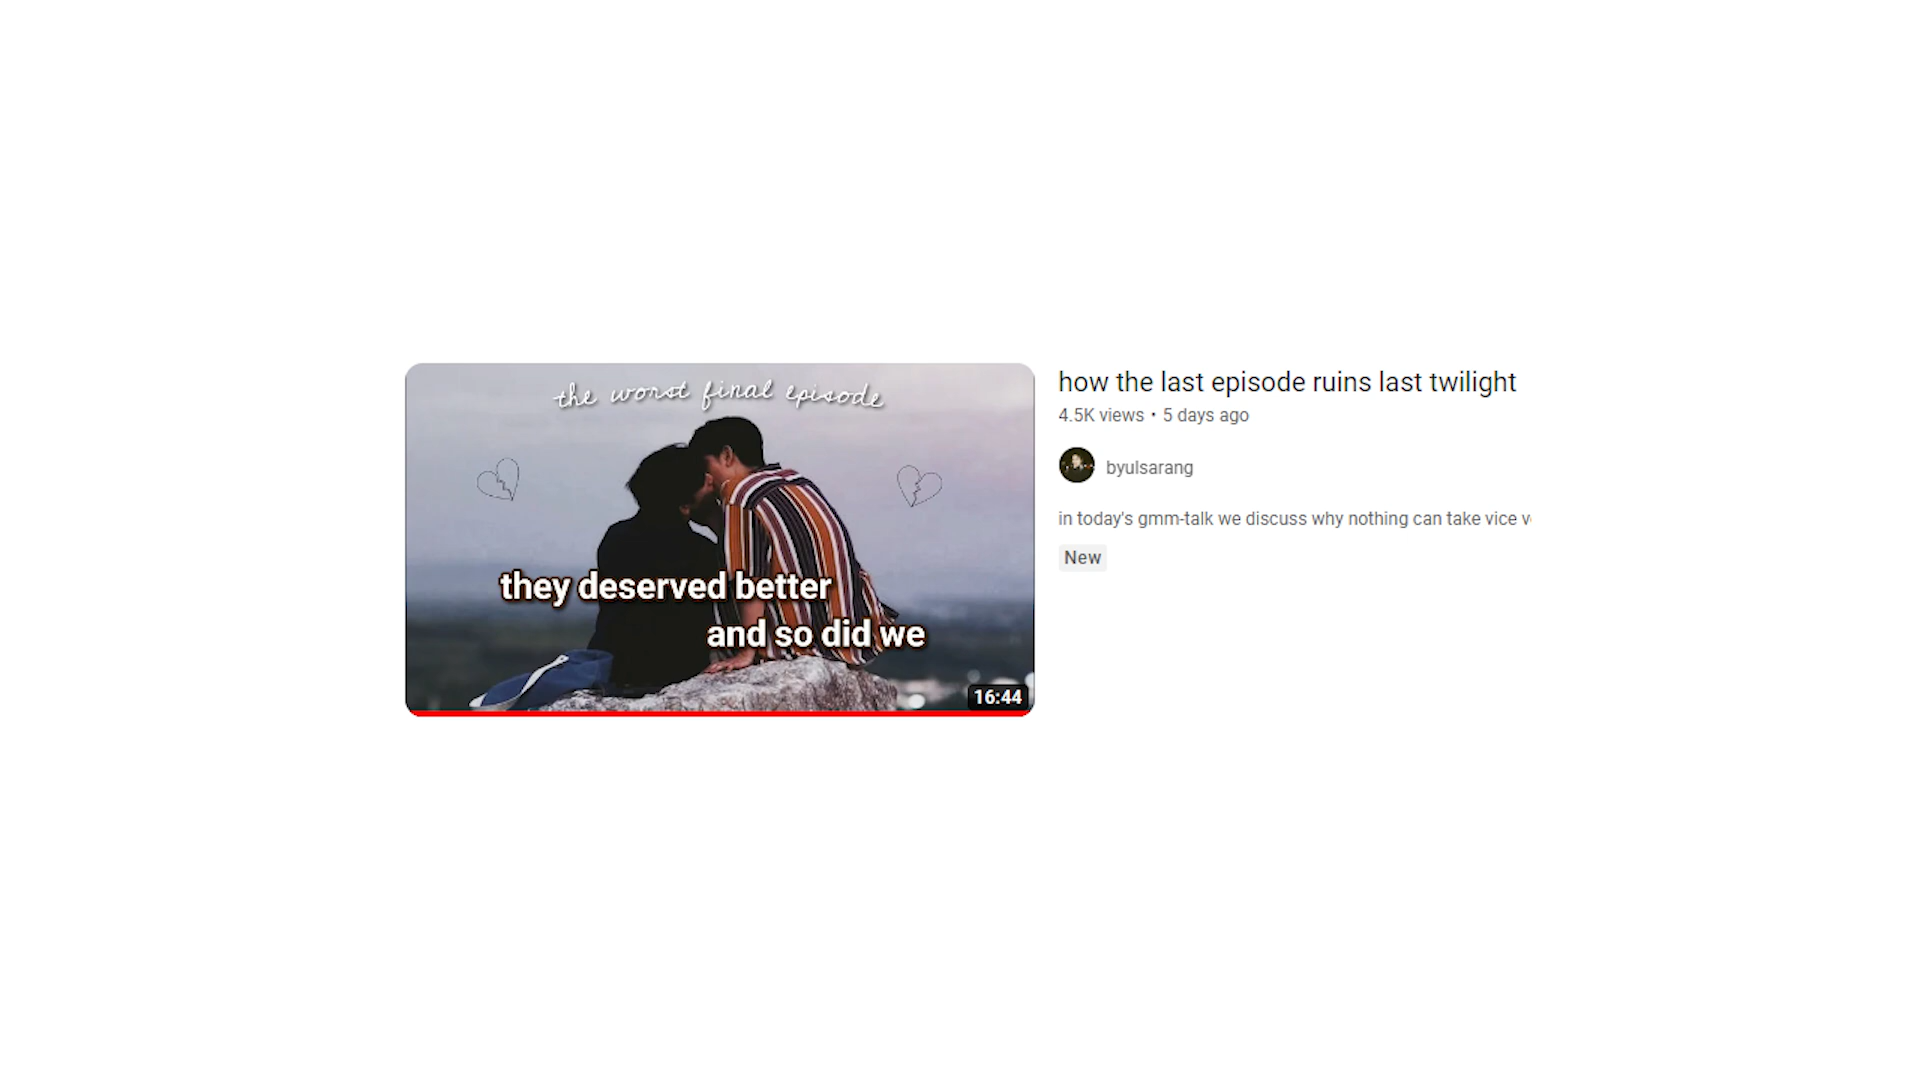 the worst final episode
they deserved better
and so did we
16:44
how the last episode ruins last twilight
4.5K views • 5 days ago
byulsarang
in today's gmm-talk we discuss why nothing can take vice
New